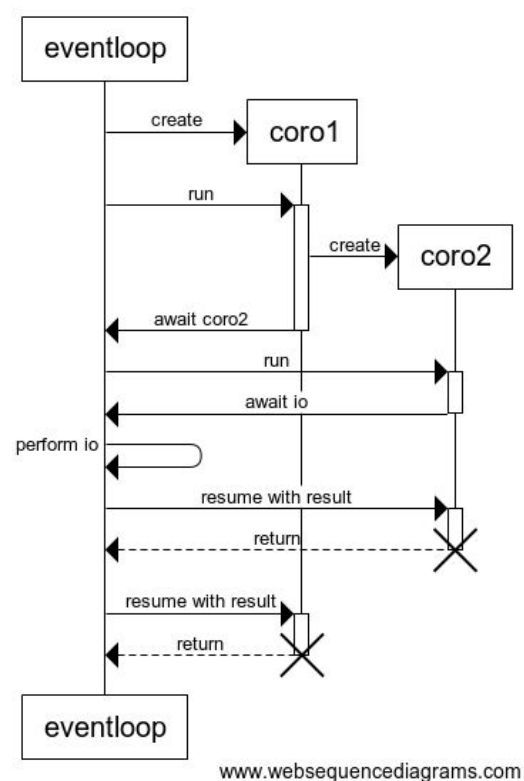 eventloop
create
coro1
run
create
coro2
await coro2
run
await io
perform io
resume with result
return
resume with result
return
eventloop
www.websequencediagrams.com